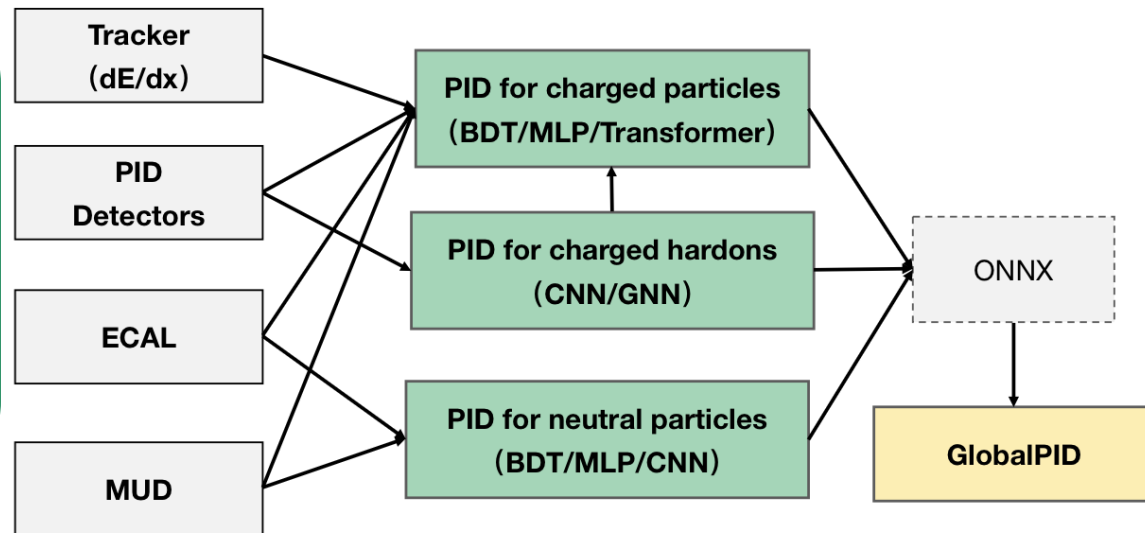 Tracker
(dE/dx)
PID
Detectors
ECAL
MUD
PID for charged particles
(BDT/MLP/Transformer)
PID for charged hardons
(CNN/GNN)
PID for neutral particles
(BDT/MLP/CNN)
ONNX
GlobalPID